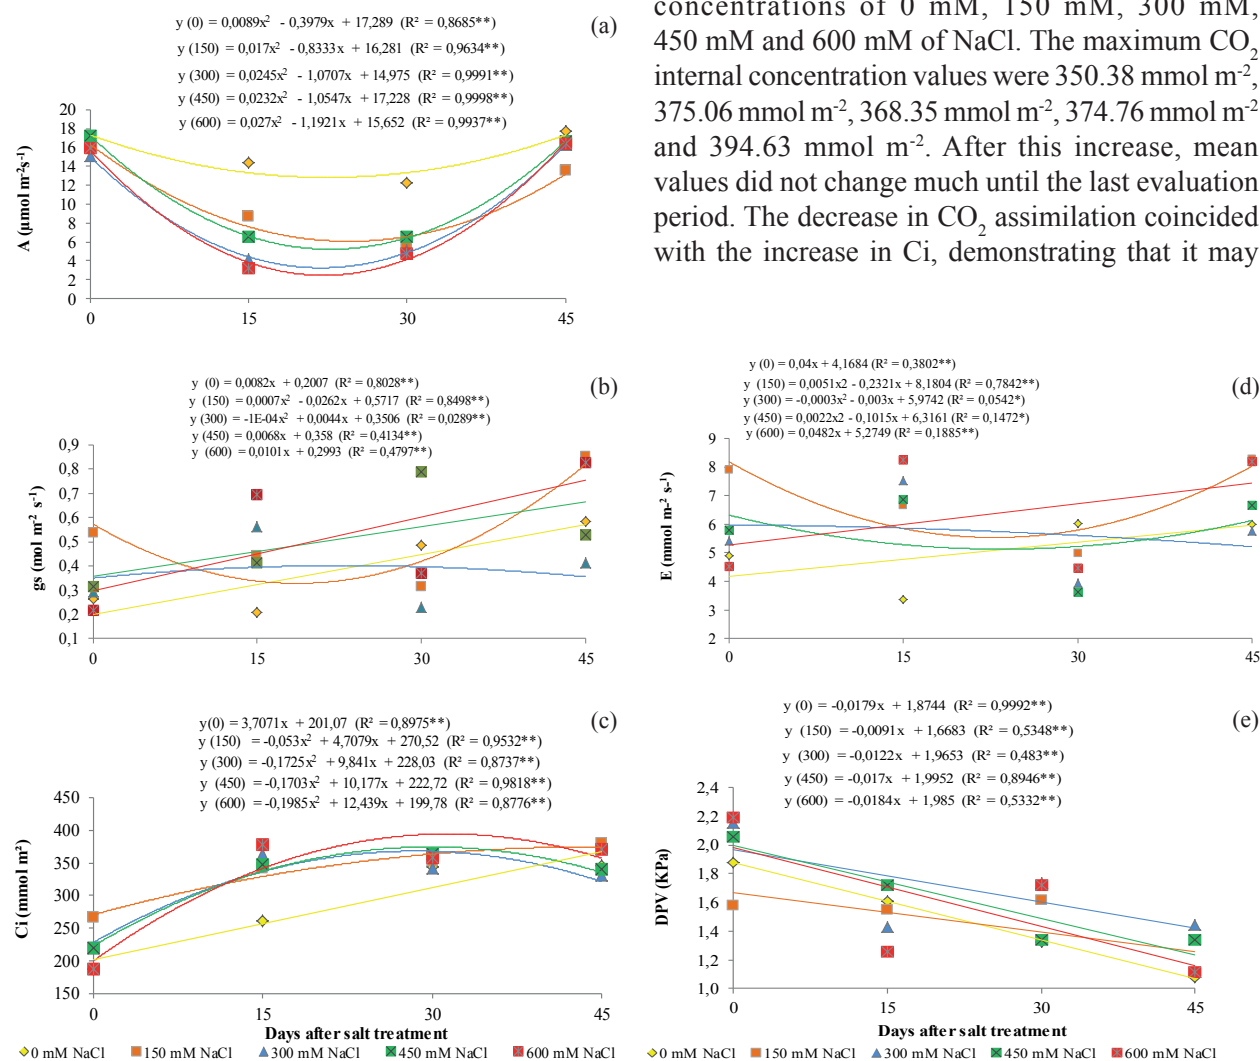 y (0) = 0,0089x² - 0,3979x + 17,289 (R² = 0,8685**)
y (150) = 0,017x² - 0,8333x + 16,281 (R² = 0,9634**)
y (300) = 0,0245x² - 1,0707x + 14,975 (R² = 0,9991**)
y (450) = 0,0232x² - 1,0547x + 17,228 (R² = 0,9998**)
y (600) = 0,027x² - 1,1921x + 15,652 (R² = 0,9937**)
(a)
A (µmol m⁻²s⁻¹)
20
18
16
14
12
10
8
6
4
2
0
0 15 30 45
concentrations of 0 mM, 150 mM, 300 mM,
450 mM and 600 mM of NaCl. The maximum CO₂
internal concentration values were 350.38 mmol m⁻²,
375.06 mmol m⁻², 368.35 mmol m⁻², 374.76 mmol m⁻²
and 394.63 mmol m⁻². After this increase, mean
values did not change much until the last evaluation
period. The decrease in CO₂ assimilation coincided
with the increase in Ci, demonstrating that it may
y (0) = 0,0082x + 0,2007 (R² = 0,8028**)
y (150) = 0,0007x² - 0,0262x + 0,5717 (R² = 0,8498**)
y (300) = -1E-04x² + 0,0044x + 0,3506 (R² = 0,0289**)
y (450) = 0,0068x + 0,358 (R² = 0,4134**)
y (600) = 0,0101x + 0,2993 (R² = 0,4797**)
(b)
gs (mol m⁻² s⁻¹)
0,9
0,8
0,7
0,6
0,5
0,4
0,3
0,2
0,1
0 15 30 45
y (0) = 0,04x + 4,1684 (R² = 0,3802**)
y (150) = 0,0051x2 - 0,2321x + 8,1804 (R² = 0,7842**)
y (300) = -0,0003x² - 0,003x + 5,9742 (R² = 0,0542*)
y (450) = 0,0022x2 - 0,1015x + 6,3161 (R² = 0,1472*)
y (600) = 0,0482x + 5,2749 (R² = 0,1885**)
(d)
E (mmol m⁻² s-¹)
9
8
7
6
5
4
3
2
0 15 30 45
y(0) = 3,7071x + 201,07 (R² = 0,8975**)
y (150) = -0,053x² + 4,7079x + 270,52 (R² = 0,9532**)
y (300) = -0,1725x² + 9,841x + 228,03 (R² = 0,8737**)
y (450) = -0,1703x² + 10,177x + 222,72 (R² = 0,9818**)
y (600) = -0,1985x² + 12,439x + 199,78 (R² = 0,8776**)
(c)
Ci (mmol m²)
450
400
350
300
250
200
150
0 15 30 45
Days after salt treatment
0 mM NaCl 150 mM NaCl 300 mM NaCl 450 mM NaCl 600 mM NaCl
y (0) = -0,0179x + 1,8744 (R² = 0,9992**)
y (150) = -0,0091x + 1,6683 (R² = 0,5348**)
y (300) = -0,0122x + 1,9653 (R² = 0,483**)
y (450) = -0,017x + 1,9952 (R² = 0,8946**)
y (600) = -0,0184x + 1,985 (R² = 0,5332**)
(e)
DPV (KPa)
2,4
2,2
2,0
1,8
1,6
1,4
1,2
1,0
0 15 30 45
Days after salt treatment
0 mM NaCl 150 mM NaCl 300 mM NaCl 450 mM NaCl 600 mM NaCl